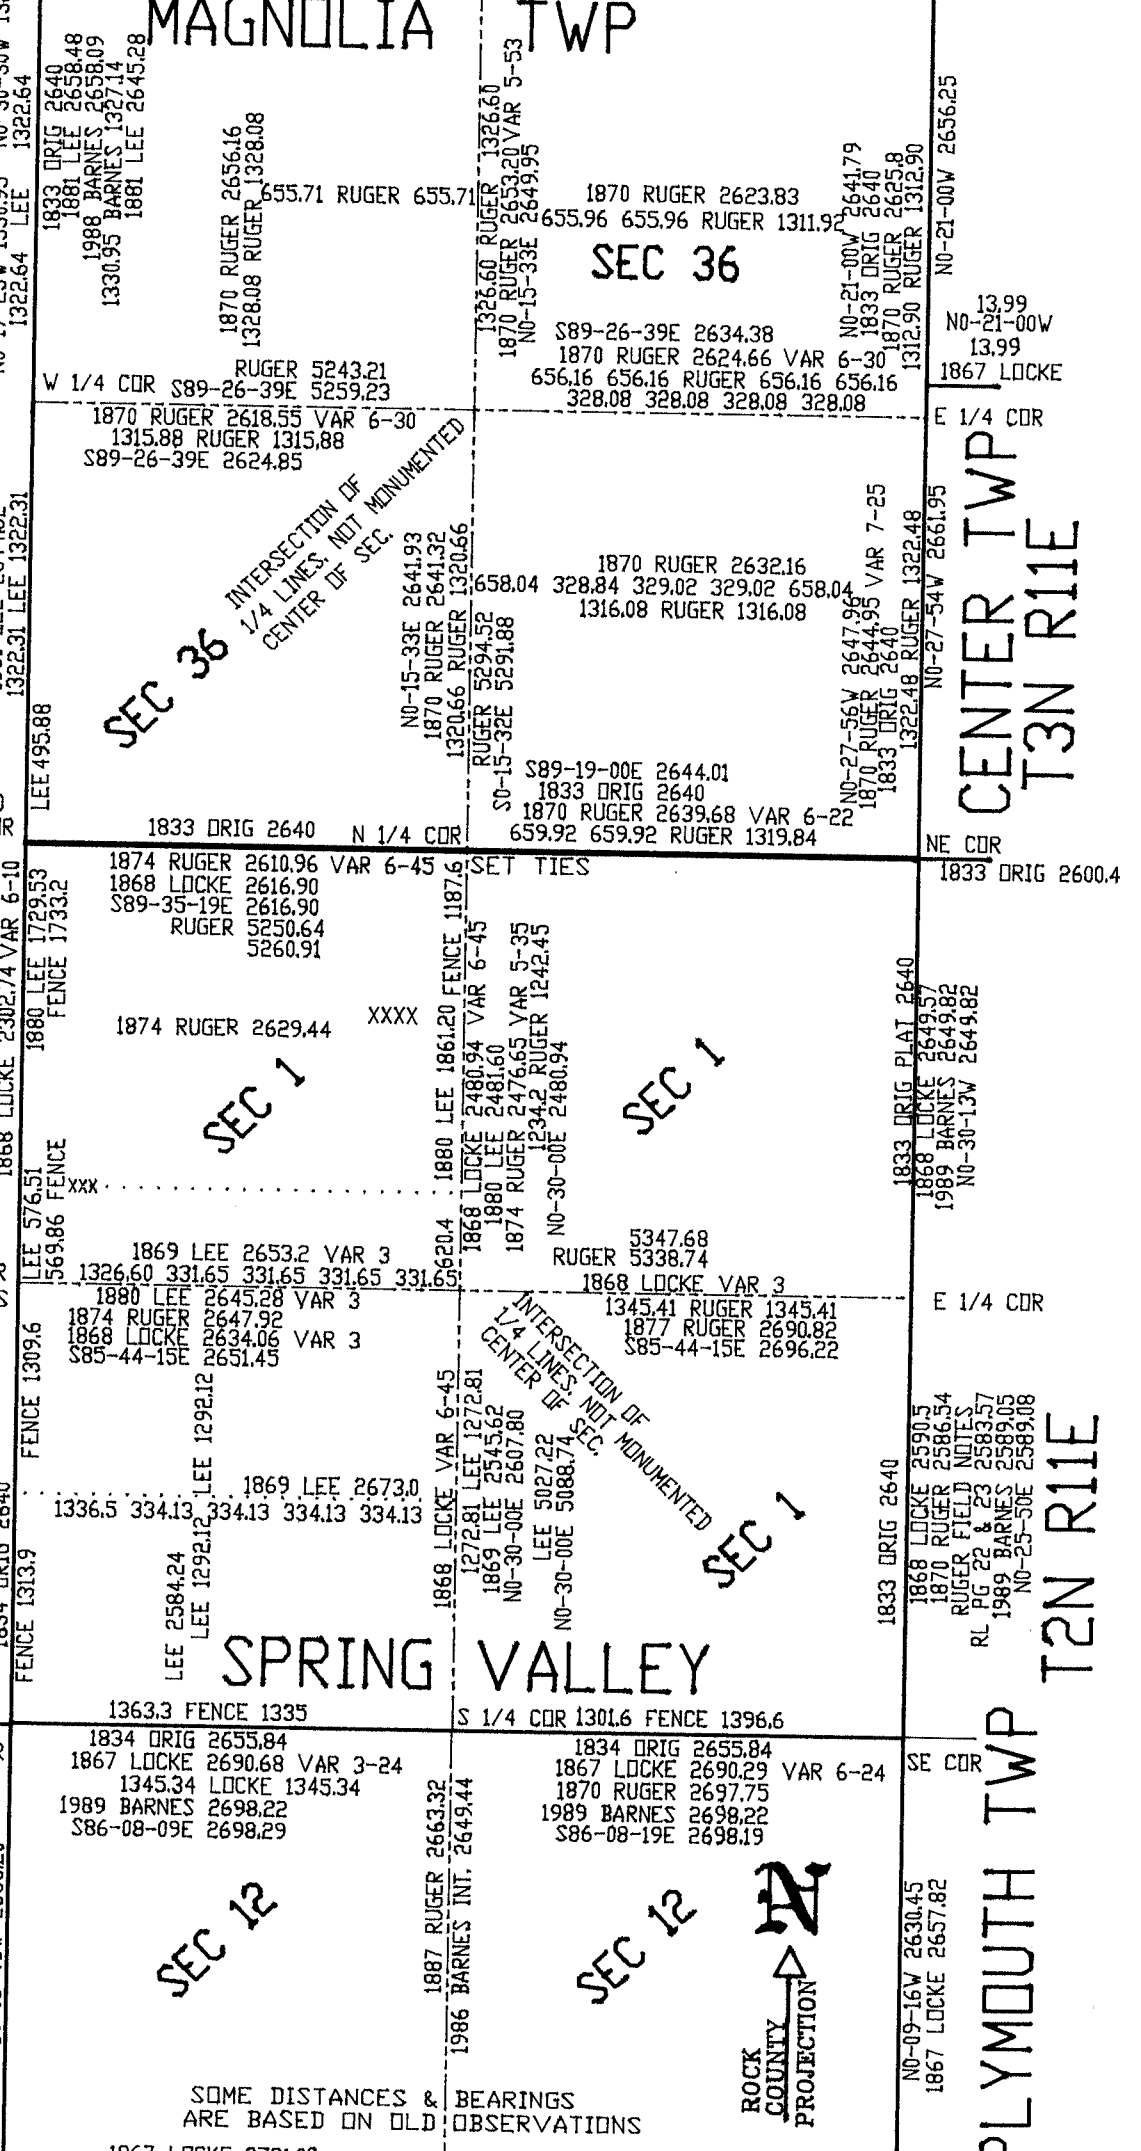 MAGNOLIA TWP
1322.64 LEE 1322.64
1833 ORIG 2640
1881 LEE 2658.48
1988 BARNES 2658.09
1330.95 BARNES 1327.14
1881 LEE 2645.28
1870 RUGER 2656.16
1328.08 RUGER 1328.08
655.71 RUGER 655.71
1326.60 RUGER 1326.60
1870 RUGER 2653.20 VAR 5-53
N0-15-33E 2649.95
1870 RUGER 2623.83
655.96 655.96 RUGER 1311.92
SEC 36
N0-21-00W 2641.79
1833 ORIG 2640
1870 RUGER 2625.8
1312.90 RUGER 1312.90
N0-21-00W 2656.25
13.99
N0-21-00W
13.99
1867 LOCKE
S89-26-39E 2634.38
1870 RUGER 2624.66 VAR 6-30
656.16 656.16 RUGER 656.16 656.16
328.08 328.08 328.08 328.08
RUGER 5243.21
W 1/4 COR S89-26-39E 5259.23
E 1/4 COR
1870 RUGER 2618.55 VAR 6-30
1315.88 RUGER 1315.88
S89-26-39E 2624.85
INTERSECTION OF
1/4 LINES, NOT MONUMENTED
CENTER OF SEC.
SEC 36
1322.31 LEE 1322.31
LEE 495.88
N0-15-33E 2641.93
1870 RUGER 2641.32
1320.66 RUGER 1320.66
RUGER 5294.52
S0-15-32E 5291.88
1870 RUGER 2632.16
658.04 328.84 329.02 329.02 658.04
1316.08 RUGER 1316.08
N0-27-56W 2647.96
1870 RUGER 2644.95 VAR 7-25
1833 ORIG 2640
1322.48 RUGER 1322.48
N0-27-54W 2661.95
CENTER TWP
T3N R11E
S89-19-00E 2644.01
1833 ORIG 2640
1870 RUGER 2639.68 VAR 6-22
659.92 659.92 RUGER 1319.84
1833 ORIG 2640 N 1/4 COR
NE COR
1833 ORIG 2600.4
1874 RUGER 2610.96 VAR 6-45 SET TIES
1868 LOCKE 2616.90
S89-35-19E 2616.90
RUGER 5250.64
5260.91
1868 LOCKE 2302.74 VAR 6-10
1880 LEE 1729.53
FENCE 1733.2
1874 RUGER 2629.44
XXXX
SEC 1
1880 LEE 1861.20 FENCE 1187.6
1868 LOCKE 2480.94 VAR 6-45
1880 LEE 2481.60
1874 RUGER 2476.65 VAR 5-35
1234.2 RUGER 1242.45
N0-30-00E 2480.94
SEC 1
1833 ORIG PLAT 2640
1868 LOCKE 2649.57
1989 BARNES 2649.82
N0-30-13W 2649.82
LEE 576.51
569.86 FENCE
XXX
620.4
1869 LEE 2653.2 VAR 3
1326.60 331.65 331.65 331.65 331.65
5347.68
RUGER 5338.74
1868 LOCKE VAR 3
E 1/4 COR
1880 LEE 2645.28 VAR 3
1874 RUGER 2647.92
1868 LOCKE 2634.06 VAR 3
S85-44-15E 2651.45
1345.41 RUGER 1345.41
1877 RUGER 2690.82
S85-44-15E 2696.22
INTERSECTION OF
1/4 LINES, NOT MONUMENTED
CENTER OF SEC.
FENCE 1309.6
FENCE 1313.9
LEE 1292.12 LEE 1292.12
LEE 2584.24
1869 LEE 2673.0
1336.5 334.13 334.13 334.13 334.13
1868 LOCKE VAR 6-45
1272.81 LEE 1272.81
1869 LEE 2545.62
N0-30-00E 2607.80
LEE 5027.22
N0-30-00E 5088.74
SEC 1
1833 ORIG 2640
1868 LOCKE 2590.5
1870 RUGER 2586.54
RUGER FIELD NOTES
RL PG 22 & 23 2583.57
1989 BARNES 2589.05
N0-25-50E 2589.08
T2N R11E
SPRING VALLEY
1363.3 FENCE 1335
S 1/4 COR 1301.6 FENCE 1396.6
SE COR
1834 ORIG 2655.84
1867 LOCKE 2690.68 VAR 3-24
1345.34 LOCKE 1345.34
1989 BARNES 2698.22
S86-08-09E 2698.29
1834 ORIG 2655.84
1867 LOCKE 2690.29 VAR 6-24
1870 RUGER 2697.75
1989 BARNES 2698.22
S86-08-19E 2698.19
PLYMOUTH TWP
SEC 12
1887 RUGER 2663.32
1986 BARNES INT. 2649.44
SEC 12
N
ROCK
COUNTY
PROJECTION
N0-09-16W 2630.45
1867 LOCKE 2657.82
SOME DISTANCES & BEARINGS
ARE BASED ON OLD OBSERVATIONS